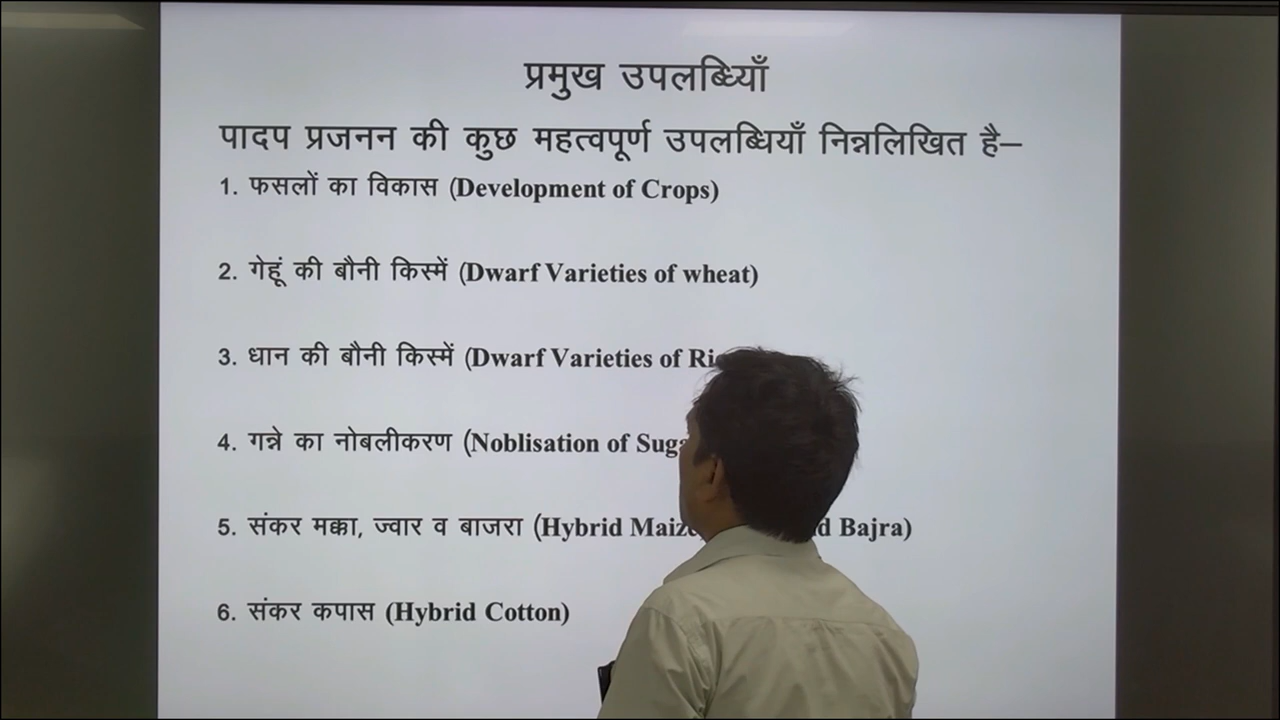 प्रमुख उपलब्धियाँ
पादप प्रजनन की कुछ महत्वपूर्ण उपलब्धियाँ निन्नलिखित है–
1. फसलों का विकास (Development of Crops)
2. गेहूं की बौनी किस्में (Dwarf Varieties of wheat)
3. धान की बौनी किस्में (Dwarf Varieties of
4. गन्ने का नोबलीकरण (Noblisation of
5. संकर मक्का, ज्वार व बाजरा (Hybrid Bajra)
6. संकर कपास (Hybrid Cotton)